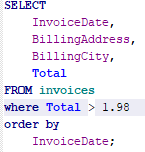 SELECT
InvoiceDate,
BillingAddress,
BillingCity,
Total
FROM invoices
where Total > 1.98
order by
InvoiceDate;